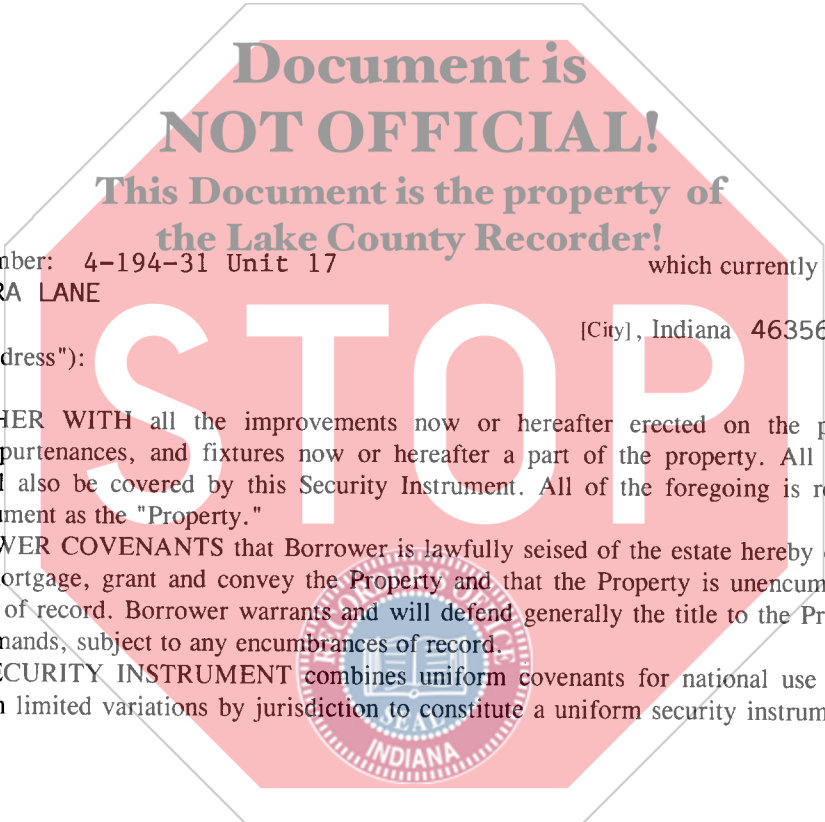 Document is
NOT OFFICIAL!
This Document is the property of
the Lake County Recorder!
mber: 4-194-31 Unit 17 which currently
RA LANE
[City], Indiana 46356
dress"):
STOP
HER WITH all the improvements now or hereafter erected on the p
purtenances, and fixtures now or hereafter a part of the property. All
l also be covered by this Security Instrument. All of the foregoing is re
ument as the "Property."
WER COVENANTS that Borrower is lawfully seised of the estate hereby
ortgage, grant and convey the Property and that the Property is unencum
of record. Borrower warrants and will defend generally the title to the Pr
mands, subject to any encumbrances of record.
ECURITY INSTRUMENT combines uniform covenants for national use
n limited variations by jurisdiction to constitute a uniform security instrum
RECORDER'S OFFICE
SEAL
INDIANA